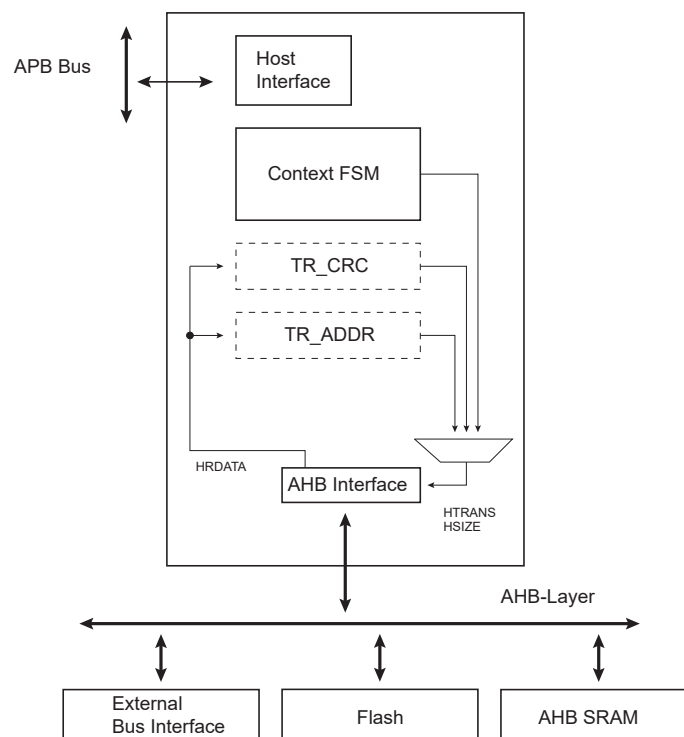 APB Bus
Host
Interface
Context FSM
TR_CRC
TR_ADDR
HRDATA
AHB Interface
HTRANS
HSIZE
AHB-Layer
External
Bus Interface
Flash
AHB SRAM